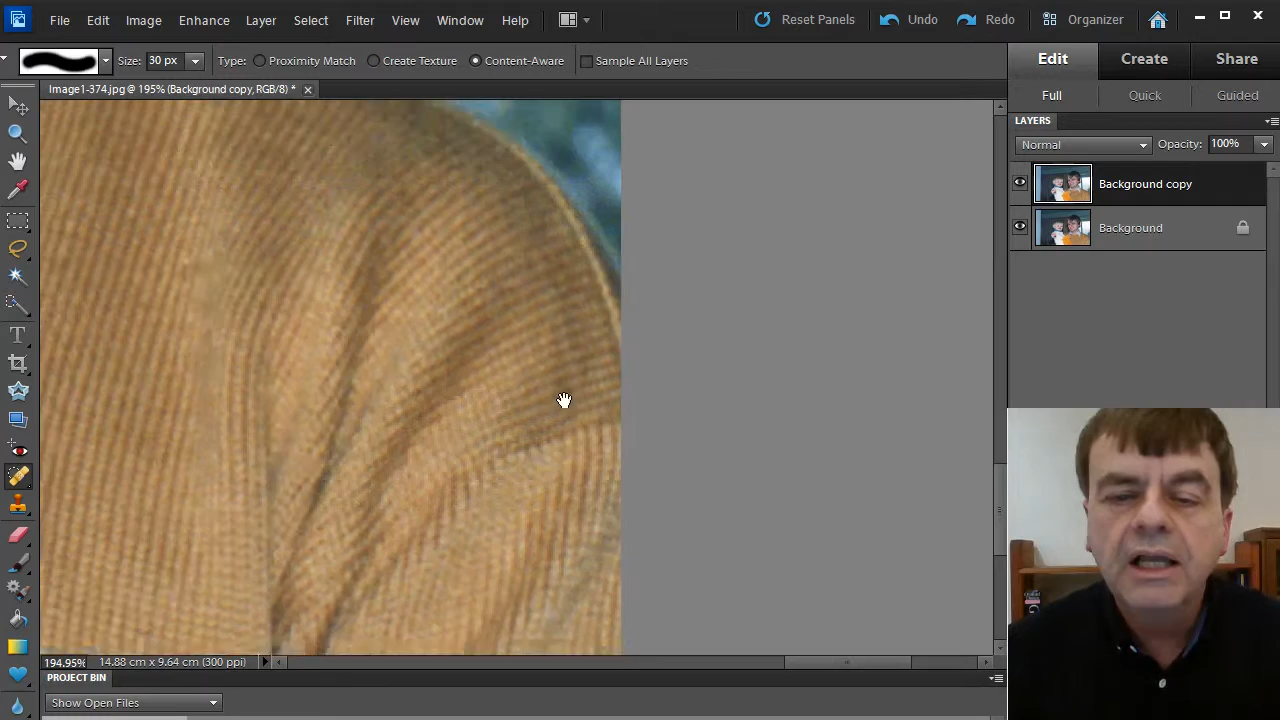 File Edit Image Enhance Layer Select Filter View Window Help Reset Panels Undo Redo Organizer
Size: 30 px Type: Proximity Match Create Texture Content-Aware Sample All Layers
Edit Create Share
Image1-374.jpg @ 195% (Background copy, RGB/8) *
Full Quick Guided
LAYERS
Normal Opacity: 100%
Background copy
Background
194.95% 14.88 cm x 9.64 cm (300 ppi)
PROJECT BIN
Show Open Files